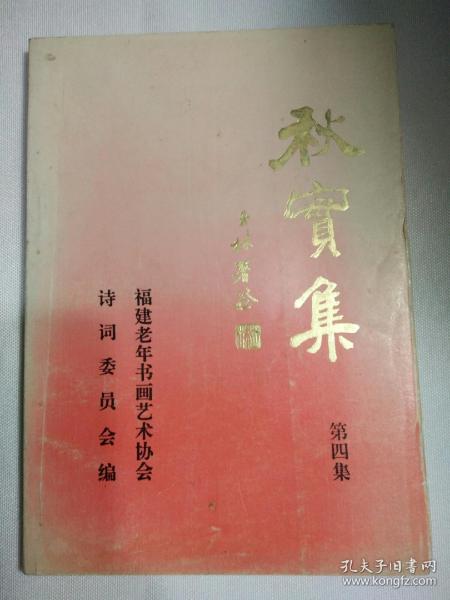 秋實集
第四集
福建老年书画艺术协会
诗词委员会编
孔夫子旧书网
www.kongfz.com